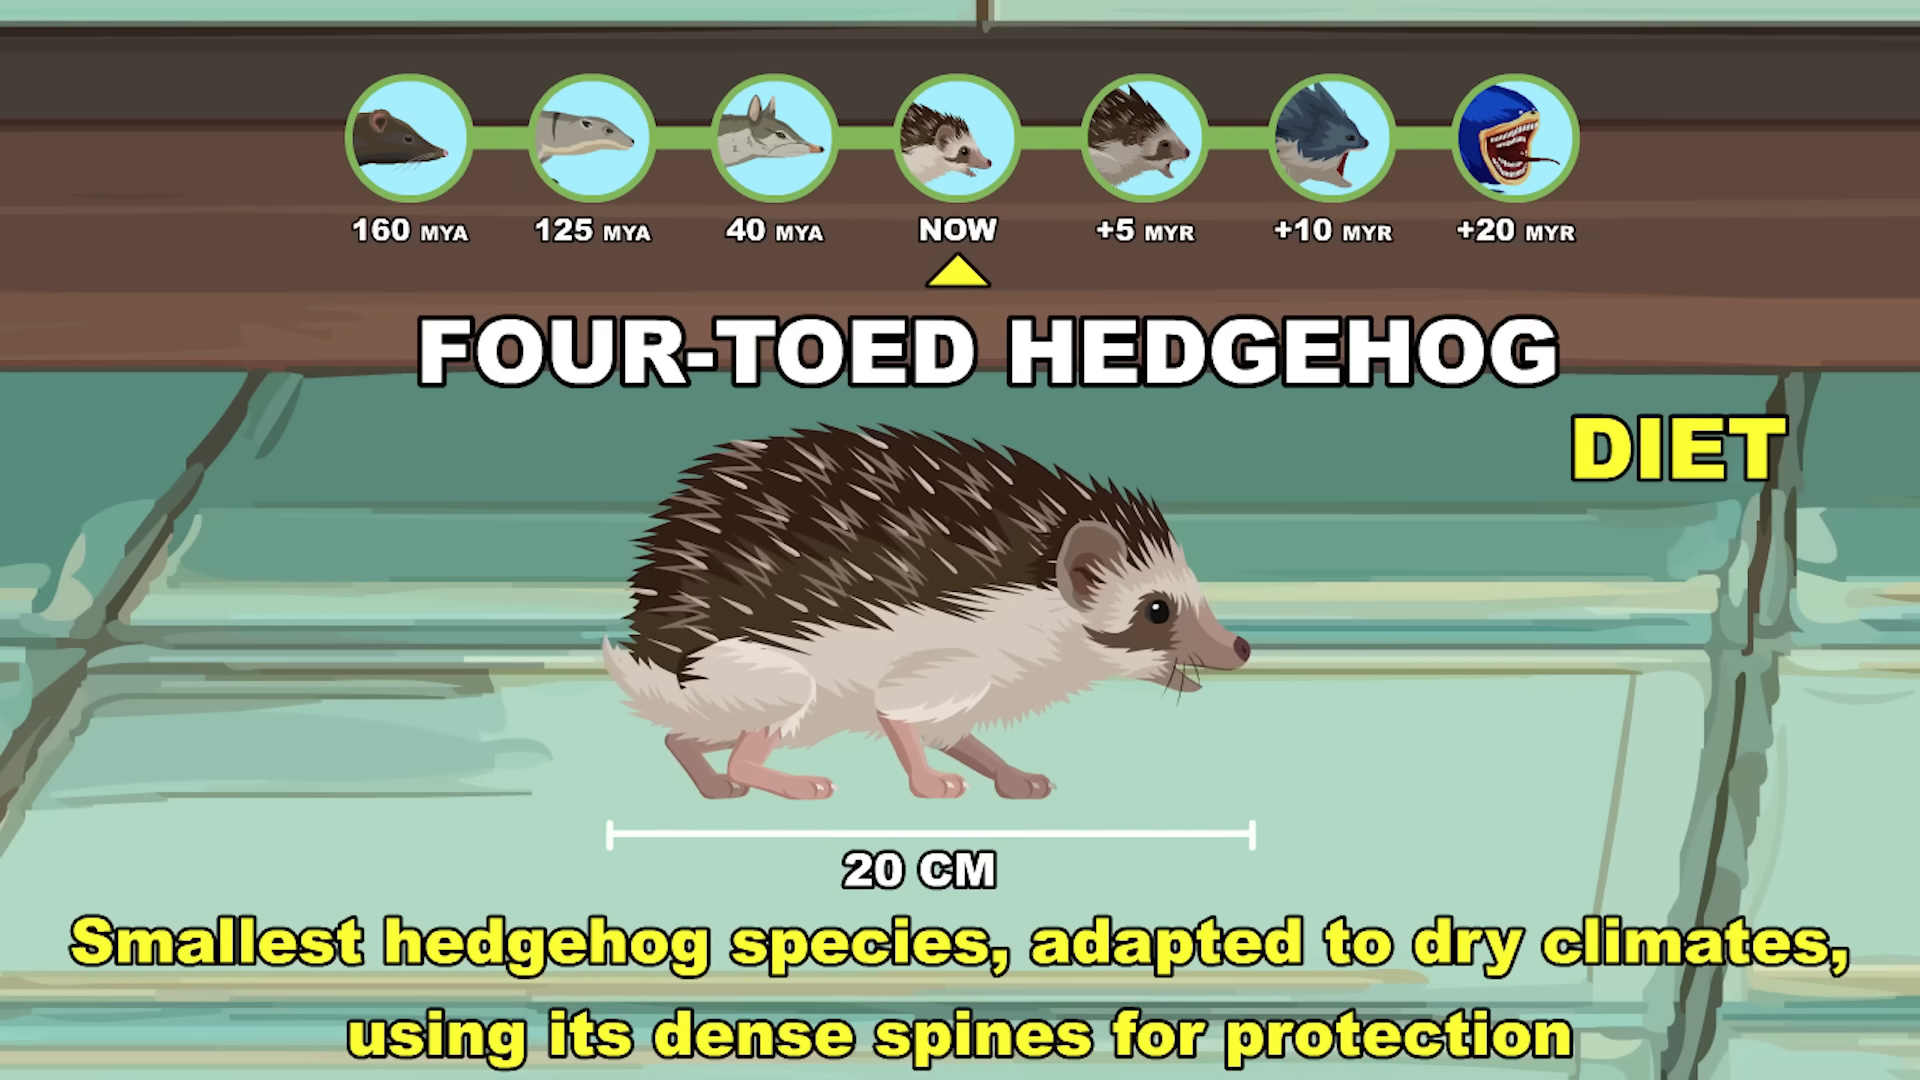 160 MYA 125 MYA 40 MYA NOW +5 MYR +10 MYR +20 MYR
FOUR-TOED HEDGEHOG
DIET
20 CM
Smallest hedgehog species, adapted to dry climates,
using its dense spines for protection